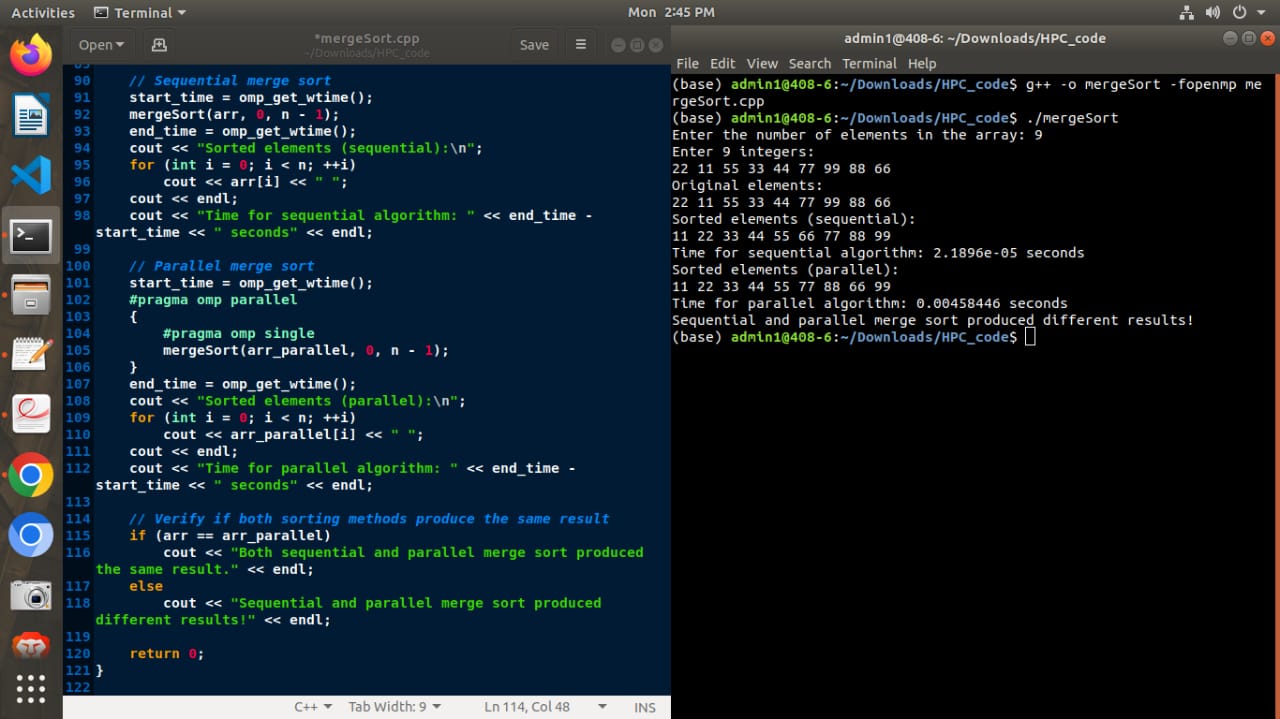 Activities Terminal Mon 2:45 PM
Open *mergeSort.cpp Save
~/Downloads/HPC_code
89
90 // Sequential merge sort
91 start_time = omp_get_wtime();
92 mergeSort(arr, 0, n - 1);
93 end_time = omp_get_wtime();
94 cout << "Sorted elements (sequential):\n";
95 for (int i = 0; i < n; ++i)
96 cout << arr[i] << " ";
97 cout << endl;
98 cout << "Time for sequential algorithm: " << end_time -
start_time << " seconds" << endl;
99
100 // Parallel merge sort
101 start_time = omp_get_wtime();
102 #pragma omp parallel
103 {
104 #pragma omp single
105 mergeSort(arr_parallel, 0, n - 1);
106 }
107 end_time = omp_get_wtime();
108 cout << "Sorted elements (parallel):\n";
109 for (int i = 0; i < n; ++i)
110 cout << arr_parallel[i] << " ";
111 cout << endl;
112 cout << "Time for parallel algorithm: " << end_time -
start_time << " seconds" << endl;
113
114 // Verify if both sorting methods produce the same result
115 if (arr == arr_parallel)
116 cout << "Both sequential and parallel merge sort produced
the same result." << endl;
117 else
118 cout << "Sequential and parallel merge sort produced
different results!" << endl;
119
120 return 0;
121 }
122
C++ Tab Width: 9 Ln 114, Col 48 INS
admin1@408-6: ~/Downloads/HPC_code
File Edit View Search Terminal Help
(base) admin1@408-6:~/Downloads/HPC_code$ g++ -o mergeSort -fopenmp me
rgeSort.cpp
(base) admin1@408-6:~/Downloads/HPC_code$ ./mergeSort
Enter the number of elements in the array: 9
Enter 9 integers:
22 11 55 33 44 77 99 88 66
Original elements:
22 11 55 33 44 77 99 88 66
Sorted elements (sequential):
11 22 33 44 55 66 77 88 99
Time for sequential algorithm: 2.1896e-05 seconds
Sorted elements (parallel):
11 22 33 44 55 77 88 66 99
Time for parallel algorithm: 0.00458446 seconds
Sequential and parallel merge sort produced different results!
(base) admin1@408-6:~/Downloads/HPC_code$